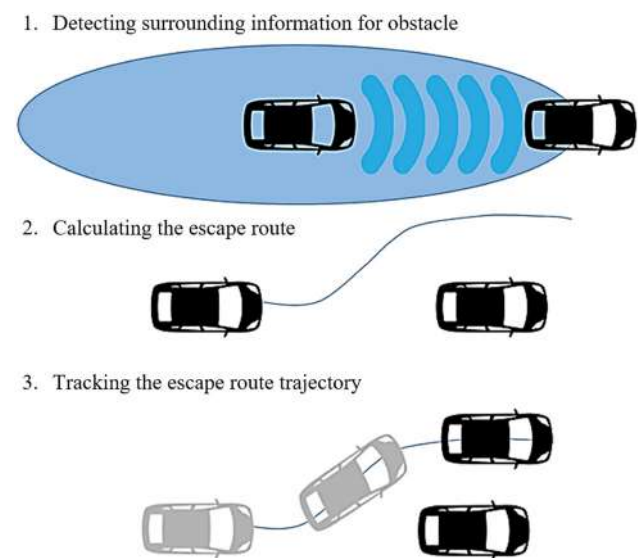 1. Detecting surrounding information for obstacle
2. Calculating the escape route
3. Tracking the escape route trajectory